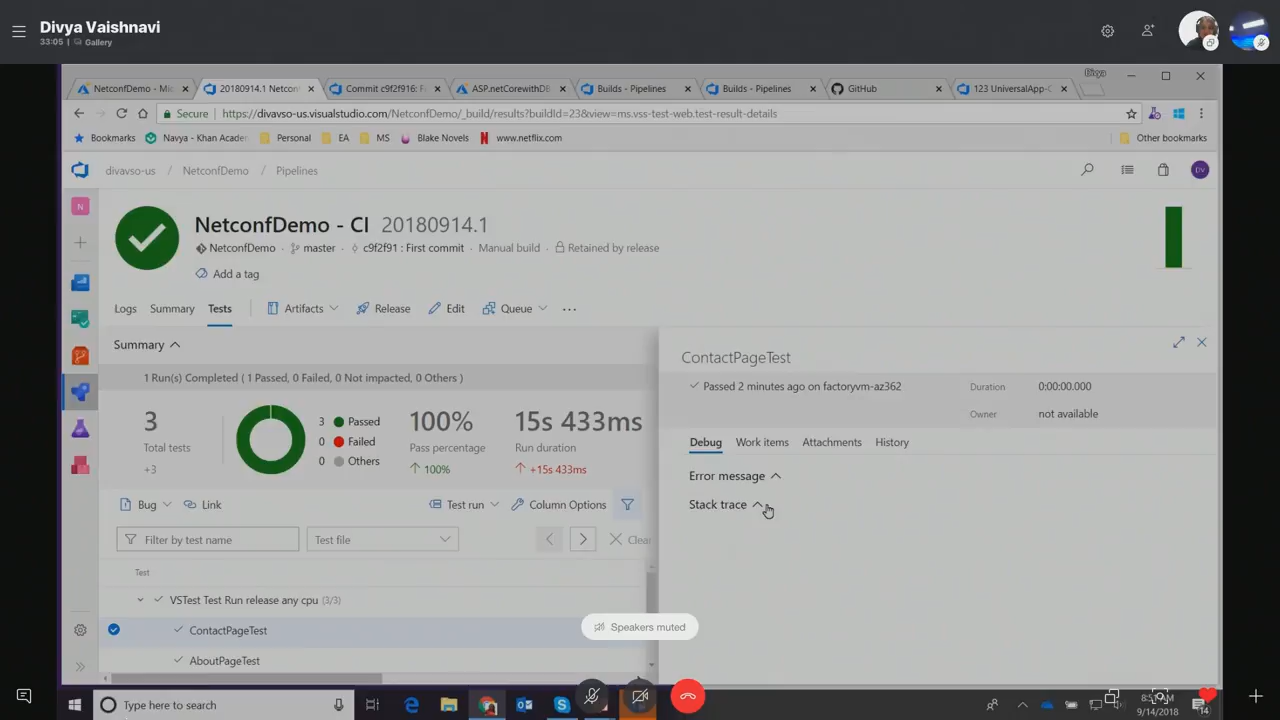 Divya Vaishnavi
33:05 | Gallery
Divya
NetconfDemo - Mic
20180914.1 Netcon
Commit c9f2f916: F
ASP.netCorewithDB
Builds - Pipelines
Builds - Pipelines
GitHub
123 UniversalApp-C
Secure | https://divavso-us.visualstudio.com/NetconfDemo/_build/results?buildId=23&view=ms.vss-test-web.test-result-details
Bookmarks Navya - Khan Acade Personal EA MS Blake Novels www.netflix.com Other bookmarks
divavso-us / NetconfDemo / Pipelines
DV
N
NetconfDemo - CI 20180914.1
NetconfDemo · master · c9f2f91 : First commit · Manual build · Retained by release
Add a tag
Logs Summary Tests Artifacts Release Edit Queue ...
Summary
1 Run(s) Completed ( 1 Passed, 0 Failed, 0 Not impacted, 0 Others )
3
Total tests
+3
3 Passed
0 Failed
0 Others
100%
Pass percentage
100%
15s 433ms
Run duration
+15s 433ms
Bug Link Test run Column Options
Filter by test name Test file Clear
Test
VSTest Test Run release any cpu (3/3)
ContactPageTest
AboutPageTest
ContactPageTest
Passed 2 minutes ago on factoryvm-az362
Duration 0:00:00.000
Owner not available
Debug Work items Attachments History
Error message
Stack trace
Speakers muted
Type here to search
9/14/2018
14